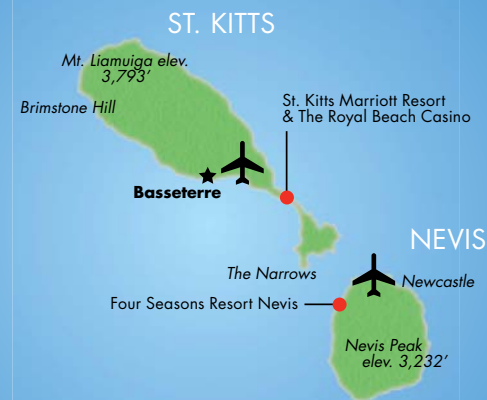 ST. KITTS
Mt. Liamuiga elev.
3,793’
Brimstone Hill
St. Kitts Marriott Resort
& The Royal Beach Casino
Basseterre
NEVIS
The Narrows
Newcastle
Four Seasons Resort Nevis
Nevis Peak
elev. 3,232’